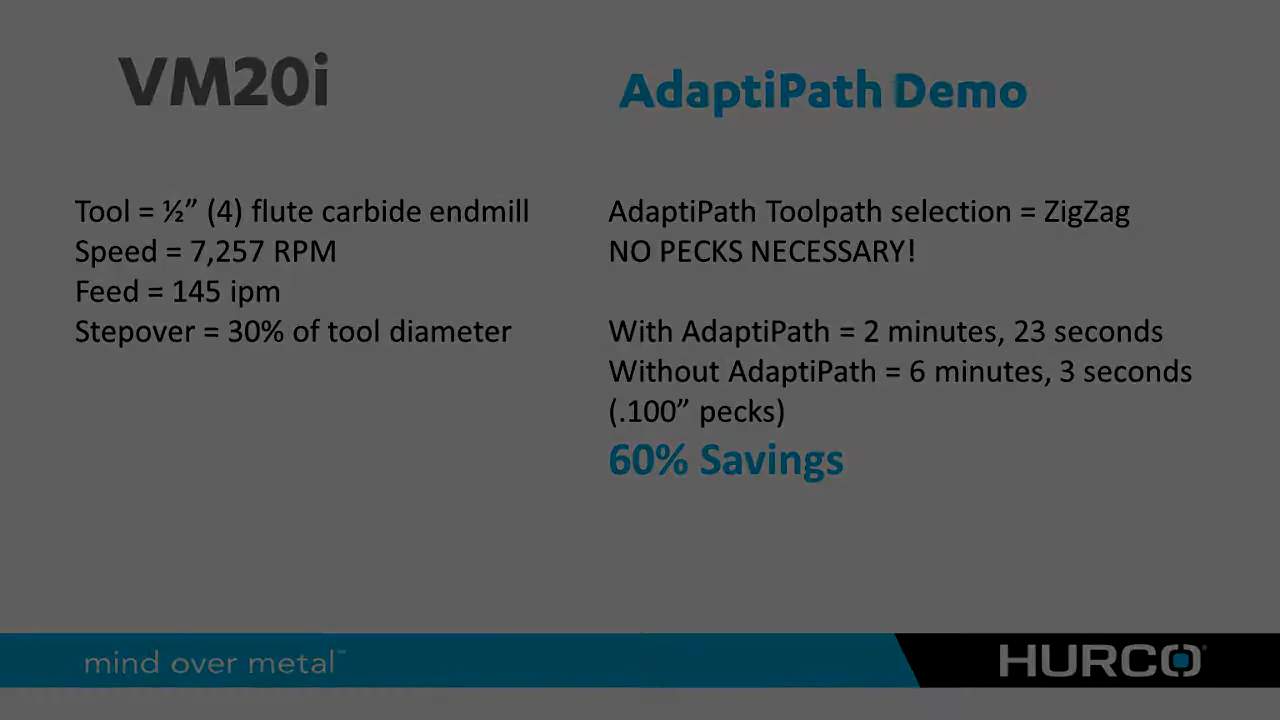 VM20i
AdaptiPath Demo
Tool = ½” (4) flute carbide endmill
Speed = 7,257 RPM
Feed = 145 ipm
Stepover = 30% of tool diameter
AdaptiPath Toolpath selection = ZigZag
NO PECKS NECESSARY!
With AdaptiPath = 2 minutes, 23 seconds
Without AdaptiPath = 6 minutes, 3 seconds
(.100” pecks)
60% Savings
mind over metal™
HURCO®